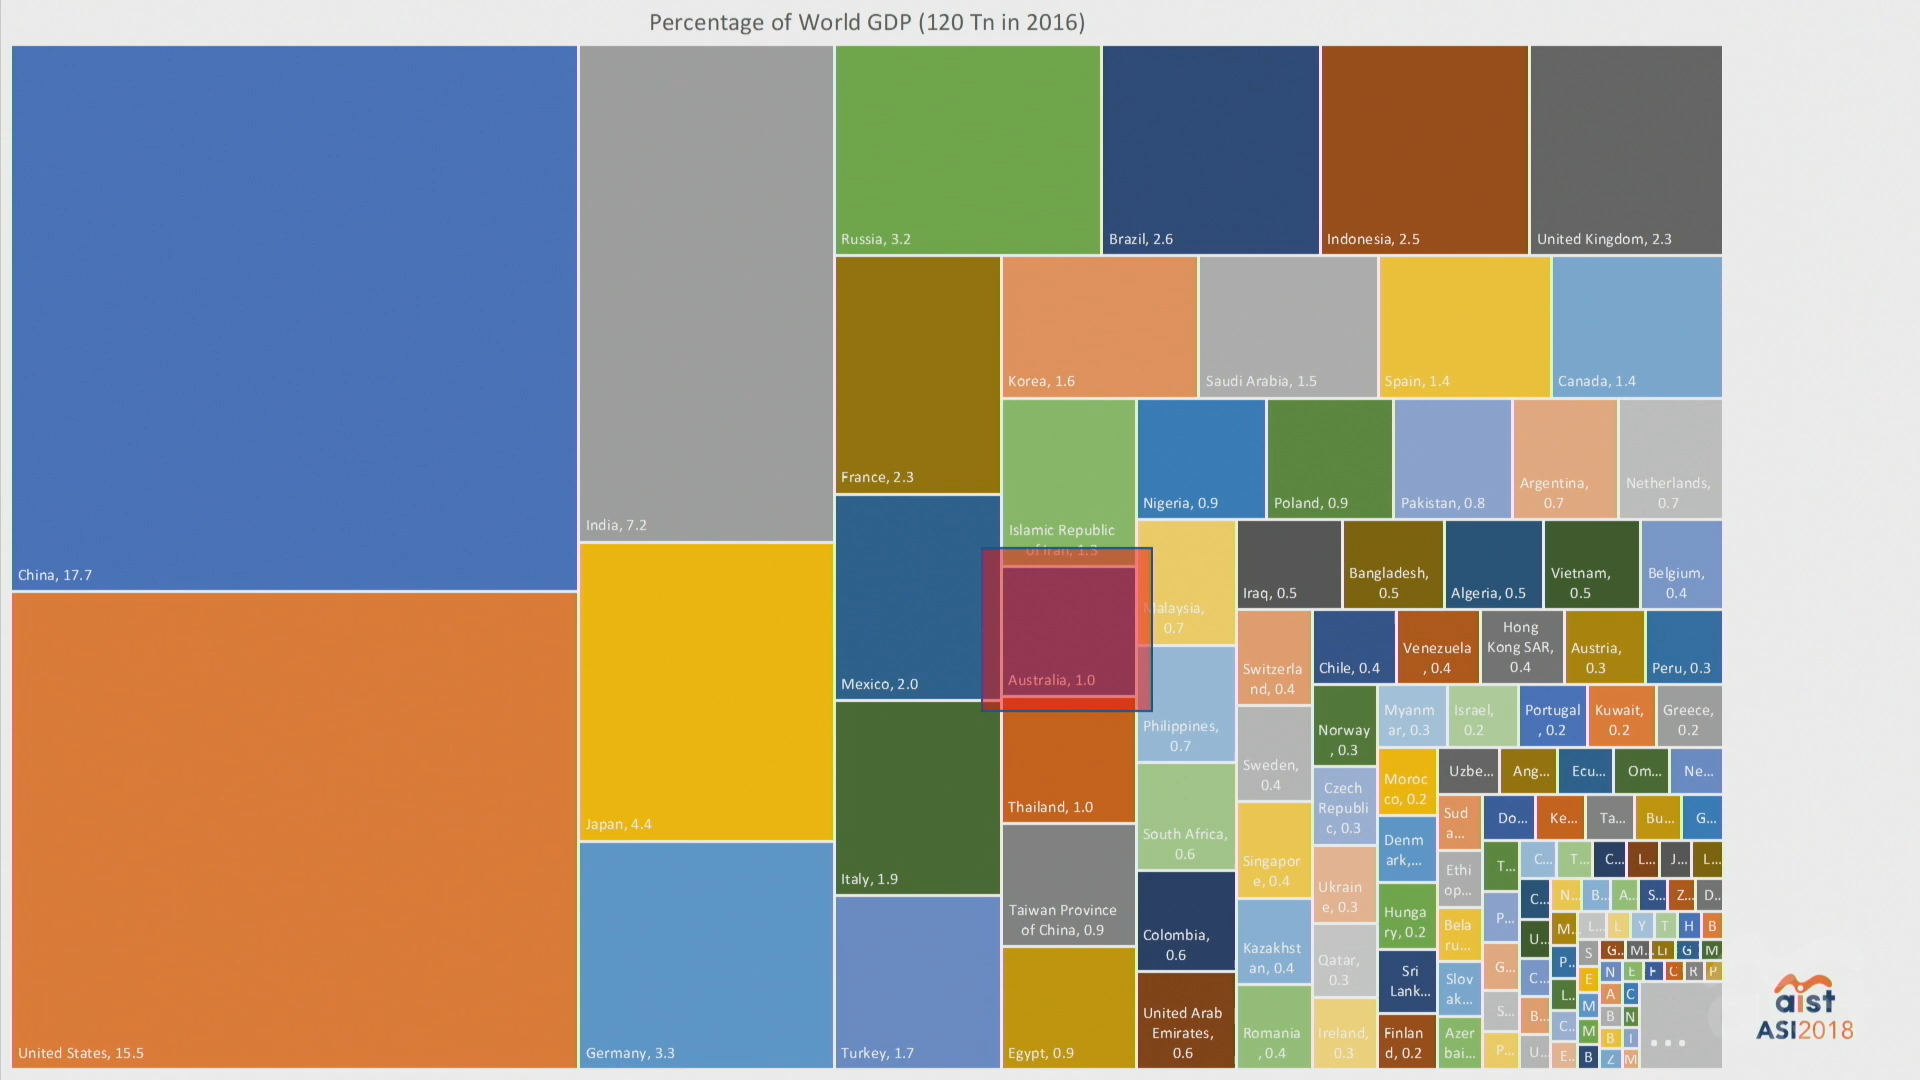 Percentage of World GDP (120 Tn in 2016)
China, 17.7
United States, 15.5
India, 7.2
Japan, 4.4
Germany, 3.3
Russia, 3.2
Brazil, 2.6
Indonesia, 2.5
United Kingdom, 2.3
France, 2.3
Mexico, 2.0
Italy, 1.9
Turkey, 1.7
Korea, 1.6
Saudi Arabia, 1.5
Spain, 1.4
Canada, 1.4
Islamic Republic
of Iran, 1.3
Australia, 1.0
Thailand, 1.0
Taiwan Province
of China, 0.9
Egypt, 0.9
Nigeria, 0.9
Poland, 0.9
Pakistan, 0.8
Argentina,
0.7
Netherlands,
0.7
Malaysia,
0.7
Philippines,
0.7
South Africa,
0.6
Colombia,
0.6
United Arab
Emirates,
0.6
Iraq, 0.5
Bangladesh,
0.5
Algeria, 0.5
Vietnam,
0.5
Belgium,
0.4
Switzerla
nd, 0.4
Sweden,
0.4
Singapor
e, 0.4
Kazakhst
an, 0.4
Romania
, 0.4
Chile, 0.4
Venezuela
, 0.4
Hong
Kong SAR,
0.4
Austria,
0.3
Peru, 0.3
Norway
, 0.3
Czech
Republi
c, 0.3
Ukrain
e, 0.3
Qatar,
0.3
Ireland,
0.3
Myanm
ar, 0.3
Israel,
0.2
Portugal
, 0.2
Kuwait,
0.2
Greece,
0.2
Moroc
co, 0.2
Denm
ark,...
Hunga
ry, 0.2
Sri
Lank...
Finlan
d, 0.2
Uzbe...
Ang...
Ecu...
Om...
Ne...
Sud
a...
Ethi
op...
Bela
ru...
Slov
ak...
Azer
bai...
Do...
Ke...
Ta...
Bu...
G...
T...
P...
G...
S...
P...
C...
T...
C...
L...
J...
L...
C...
U...
C...
B...
U...
N...
B...
A...
S...
Z...
D...
M...
P...
L...
C...
E...
L...
L
Y
T
H
B
S
E
M
M
B
G...
M...
Li
G
M
N
E
F
C
R
P
A
C
B
N
B
I
Z
M
...
aist
ASI2018